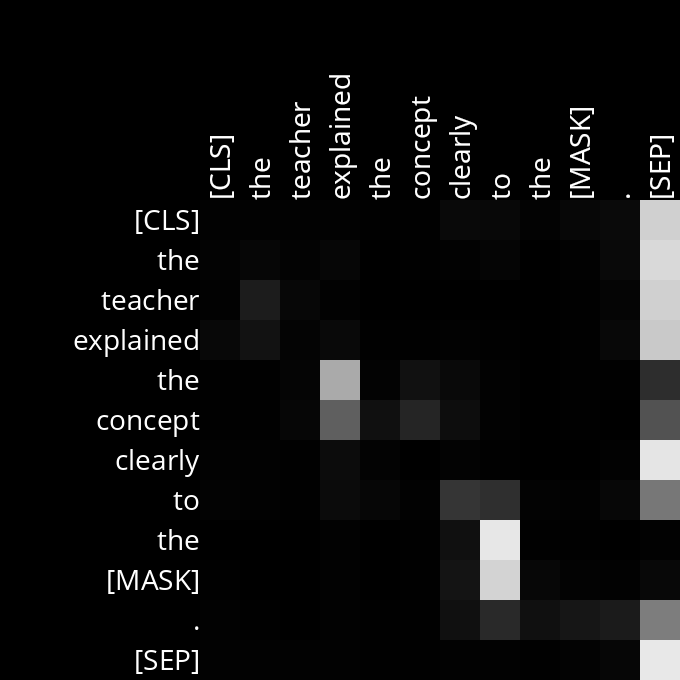 [CLS] the teacher explained the concept clearly to the [MASK] . [SEP]
[CLS]
the
teacher
explained
the
concept
clearly
to
the
[MASK]
.
[SEP]